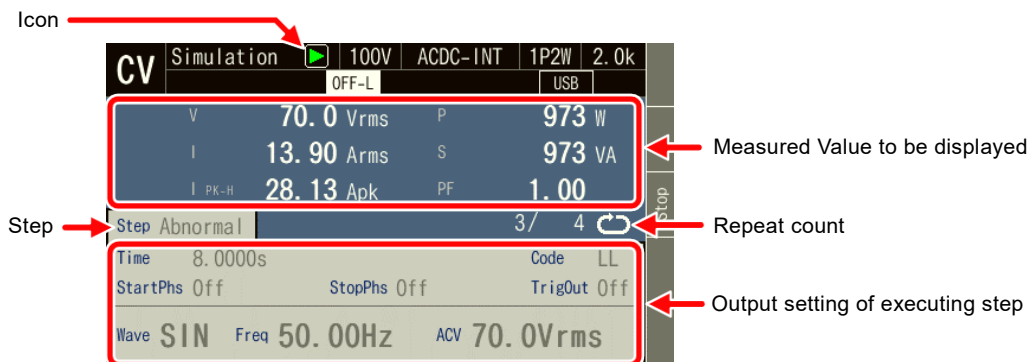 Icon
CV Simulation 100V ACDC-INT 1P2W 2.0k
OFF-L USB
V 70.0 Vrms P 973 W
I 13.90 Arms S 973 VA
I PK-H 28.13 Apk PF 1.00
Measured Value to be displayed
Stop
Step
Step Abnormal 3/ 4
Repeat count
Time 8.0000s Code LL
StartPhs Off StopPhs Off TrigOut Off
Output setting of executing step
Wave SIN Freq 50.00Hz ACV 70.0Vrms